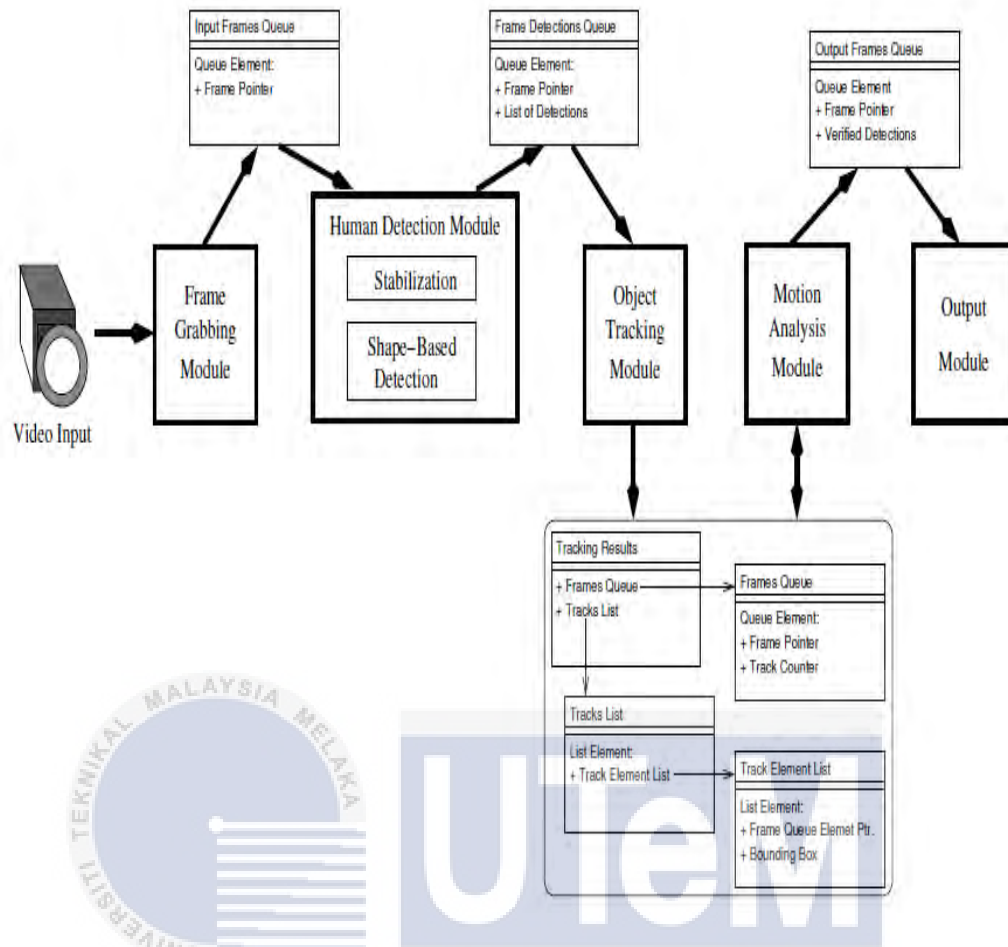 Input Frames Queue
Queue Element:
+ Frame Pointer
Frame Detections Queue
Queue Element:
+ Frame Pointer
+ List of Detections
Output Frames Queue
Queue Element
+ Frame Pointer
+ Verified Detections
Video Input
Frame
Grabbing
Module
Human Detection Module
Stabilization
Shape-Based
Detection
Object
Tracking
Module
Motion
Analysis
Module
Output
Module
Tracking Results
+ Frames Queue
+ Tracks List
Frames Queue
Queue Element:
+ Frame Pointer
+ Track Counter
Tracks List
List Element:
+ Track Element List
Track Element List
List Element:
+ Frame Queue Elemet Ptr.
+ Bounding Box
UTeM
UNIVERSITI TEKNIKAL MALAYSIA MELAKA